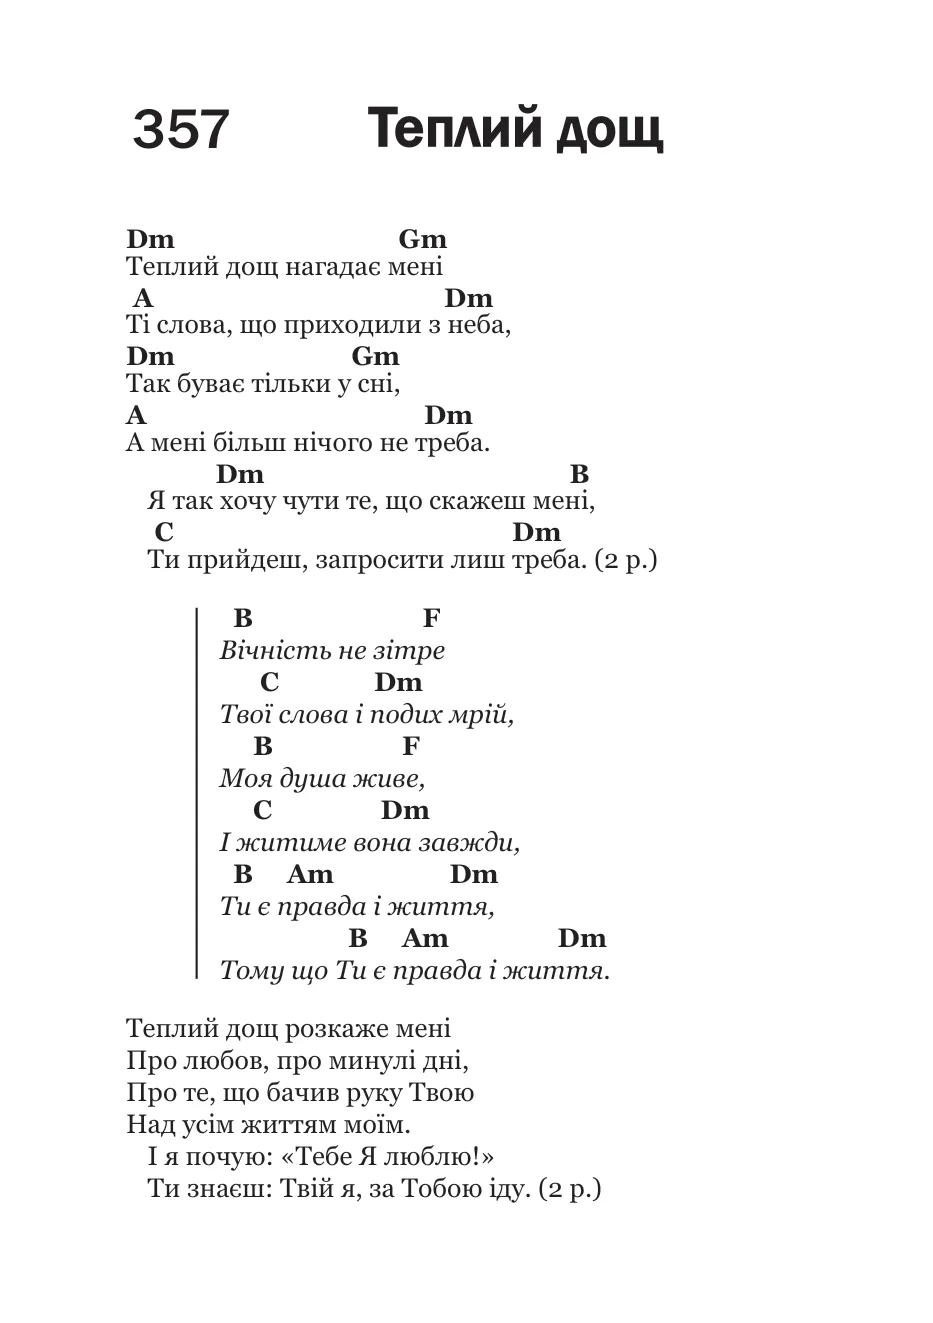 357 Теплий дощ
Dm Gm
Теплий дощ нагадає мені
A Dm
Ті слова, що приходили з неба,
Dm Gm
Так буває тільки у сні,
A Dm
А мені більш нічого не треба.
Dm B
Я так хочу чути те, що скажеш мені,
C Dm
Ти прийдеш, запросити лиш треба. (2 р.)
B F
Вічність не зітре
C Dm
Твої слова і подих мрій,
B F
Моя душа живе,
C Dm
І житиме вона завжди,
B Am Dm
Ти є правда і життя,
B Am Dm
Тому що Ти є правда і життя.
Теплий дощ розкаже мені
Про любов, про минулі дні,
Про те, що бачив руку Твою
Над усім життям моїм.
І я почую: «Тебе Я люблю!»
Ти знаєш: Твій я, за Тобою іду. (2 р.)